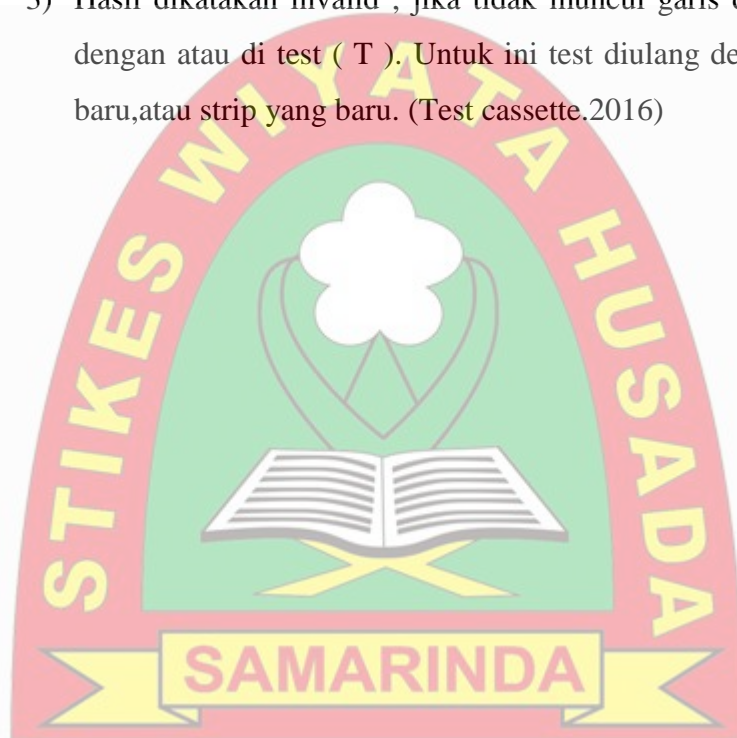 3) Hasil dikatakan invalid , jika tidak muncul garis
dengan atau di test ( T ). Untuk ini test diulang
baru,atau strip yang baru. (Test cassette.2016)
STIKES WIYATA HUSADA
SAMARINDA